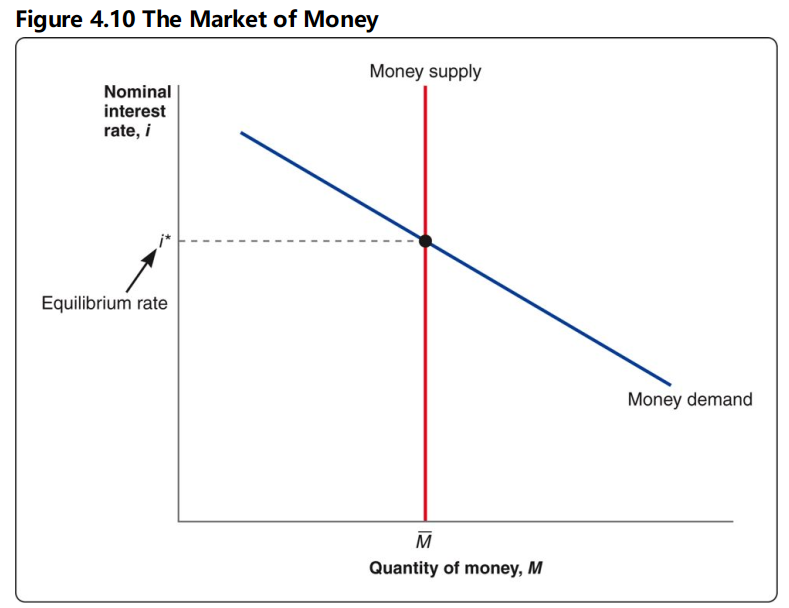 Figure 4.10 The Market of Money
Money supply
Nominal
interest
rate, i
i*
Equilibrium rate
Money demand
M̅
Quantity of money, M